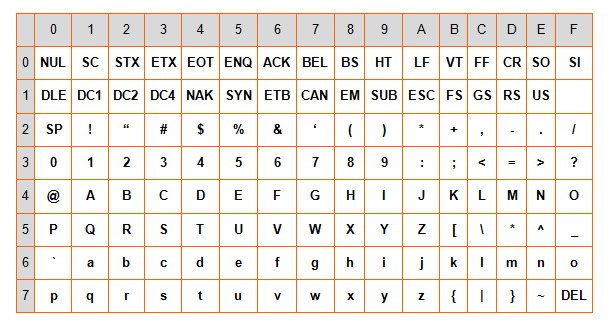 0 1 2 3 4 5 6 7 8 9 A B C D E F
0 NUL SC STX ETX EOT ENQ ACK BEL BS HT LF VT FF CR SO SI
1 DLE DC1 DC2 DC4 NAK SYN ETB CAN EM SUB ESC FS GS RS US
2 SP ! “ # $ % & ‘ ( ) * + , - . /
3 0 1 2 3 4 5 6 7 8 9 : ; < = > ?
4 @ A B C D E F G H I J K L M N O
5 P Q R S T U V W X Y Z [ \ * ^ _
6 ` a b c d e f g h i j k l m n o
7 p q r s t u v w x y z { | } ~ DEL